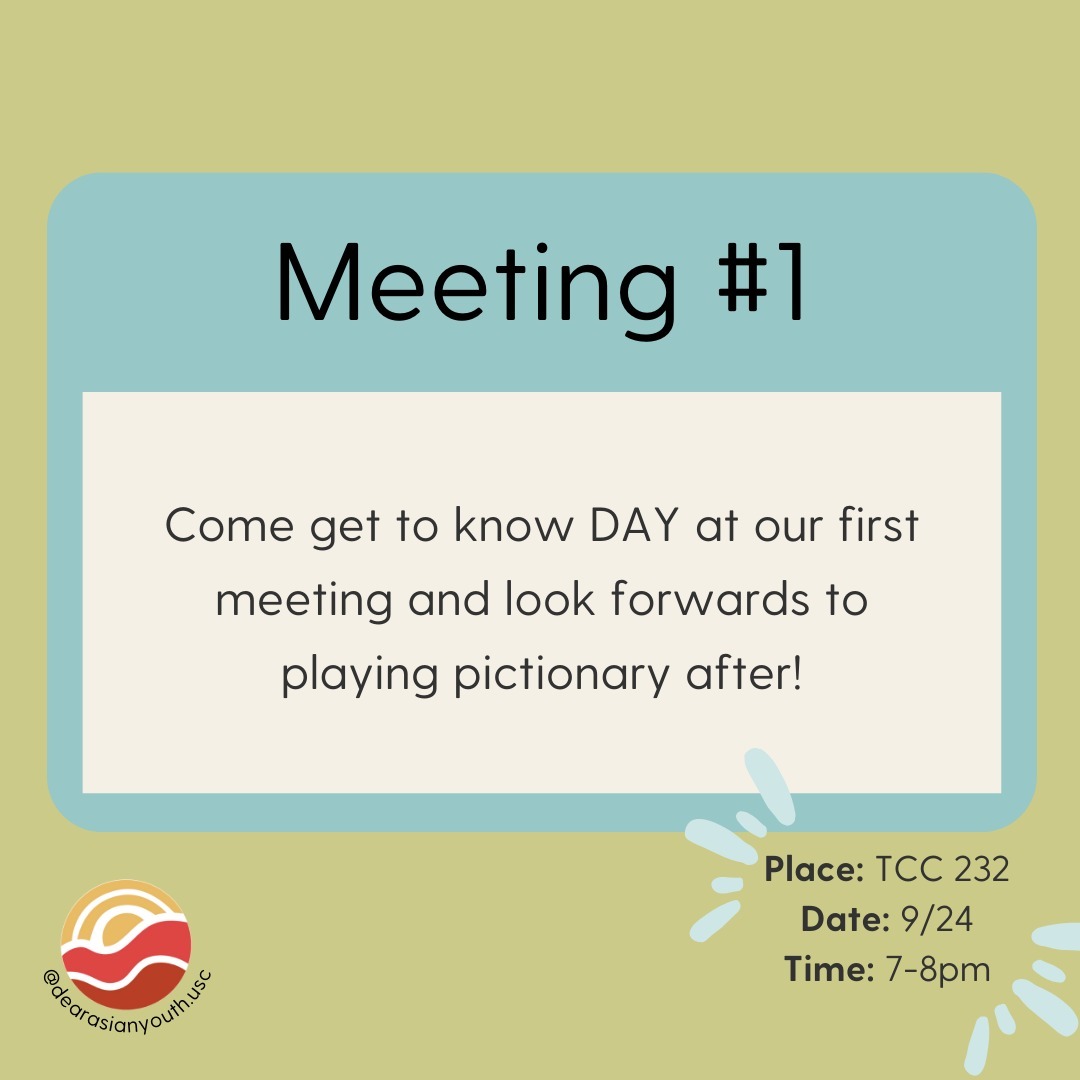 Meeting #1
Come get to know DAY at our first
meeting and look forwards to
playing pictionary after!
Place: TCC 232
Date: 9/24
Time: 7-8pm
@dearasianyouth.usc